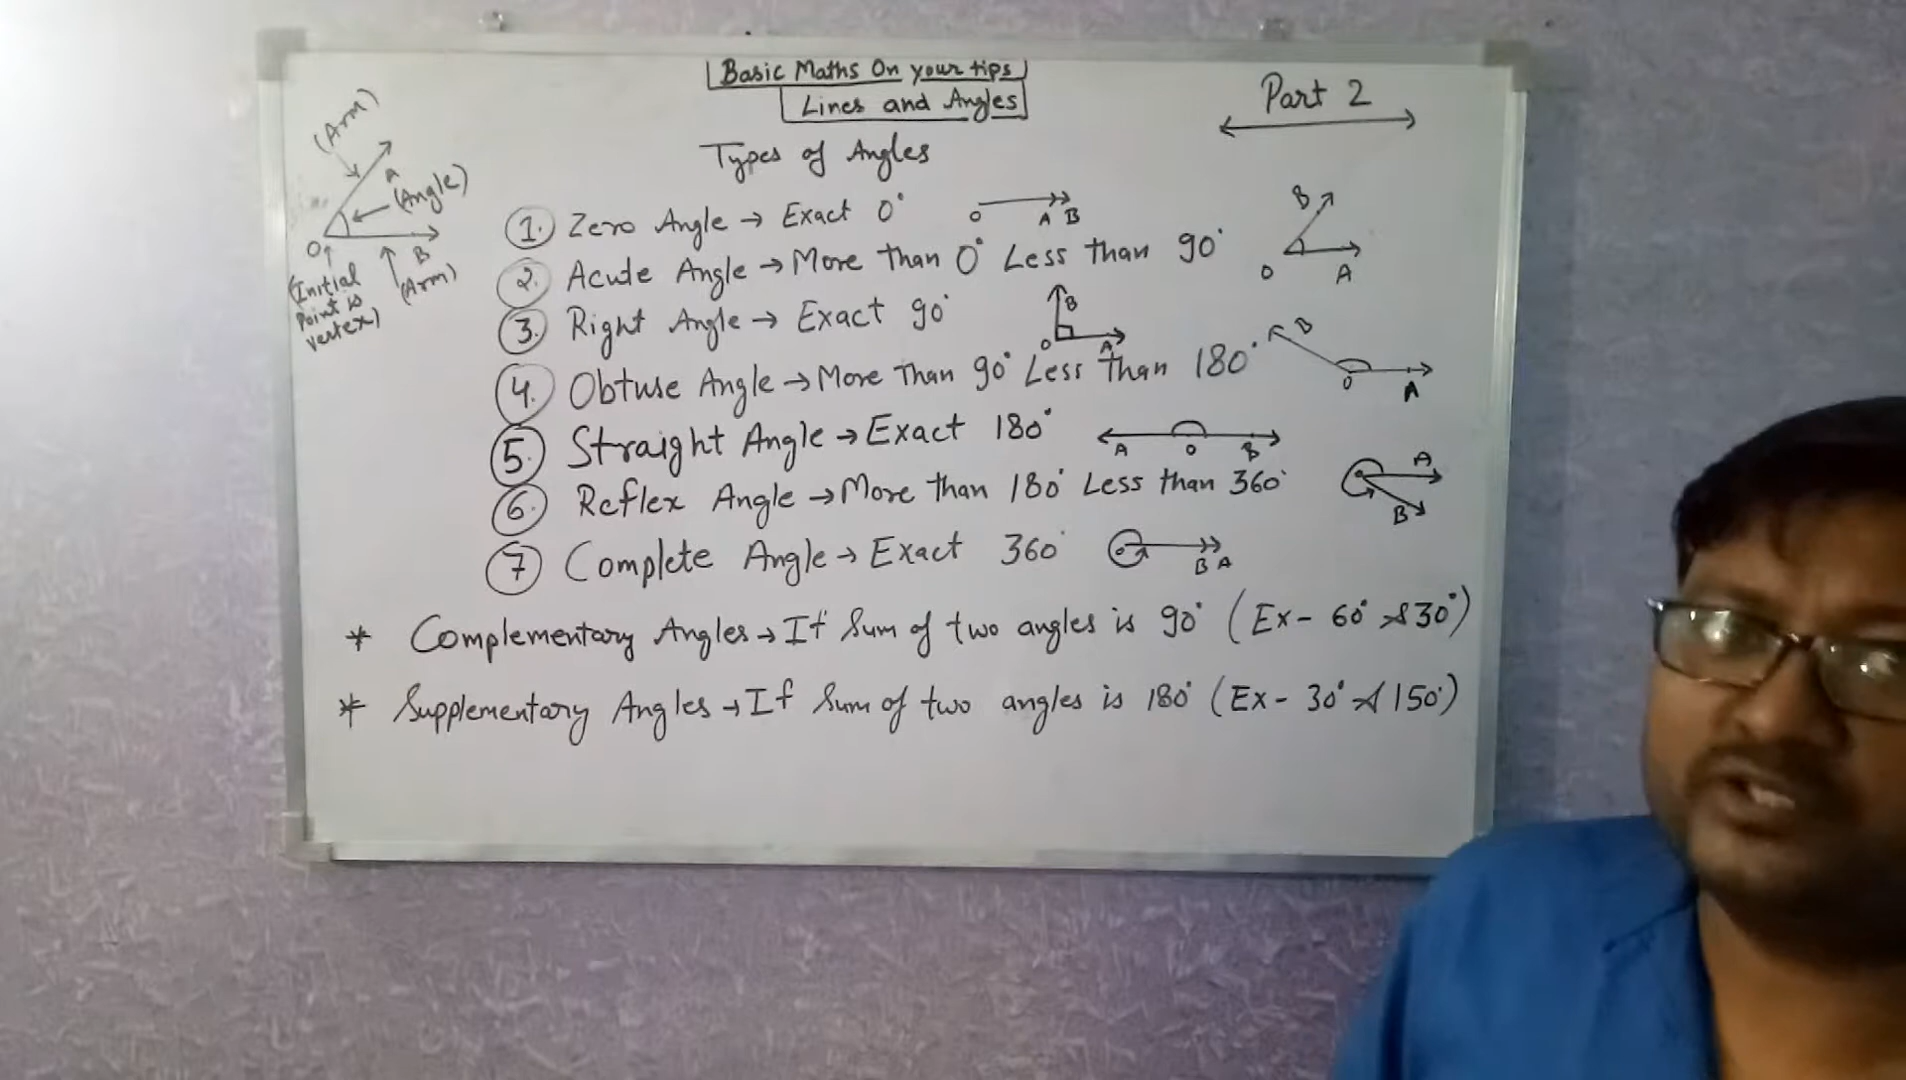 Basic Maths On your tips
Lines and Angles
Part 2
Types of Angles
(Arm)
A
(Angle)
O
B
(Initial Point is vertex)
(Arm)
1. Zero Angle → Exact 0°
O A B
2. Acute Angle → More Than 0° Less Than 90°
B
O A
3. Right Angle → Exact 90°
B
O A
4. Obtuse Angle → More Than 90° Less Than 180°
B
O A
5. Straight Angle → Exact 180°
A O B
6. Reflex Angle → More than 180° Less than 360°
A
B
7 Complete Angle → Exact 360°
O
B A
* Complementary Angles → If Sum of two angles is 90° (Ex- 60° & 30°)
* Supplementary Angles → If Sum of two angles is 180° (Ex- 30° & 150°)